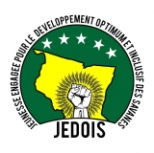 JEUNESSE ENGAGEE POUR LE DEVELOPPEMENT OPTIMUM ET INCLUSIF DES SAVANES
JEDOIS